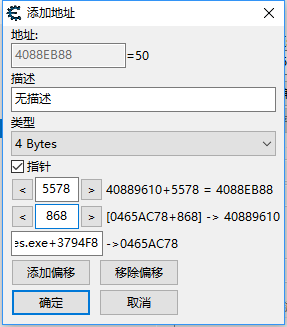 添加地址
地址:
4088EB88 =50
描述
无描述
类型
4 Bytes
指针
< 5578 > 40889610+5578 = 4088EB88
< 868 > [0465AC78+868] -> 40889610
es.exe+3794F8 ->0465AC78
添加偏移 移除偏移
确定 取消